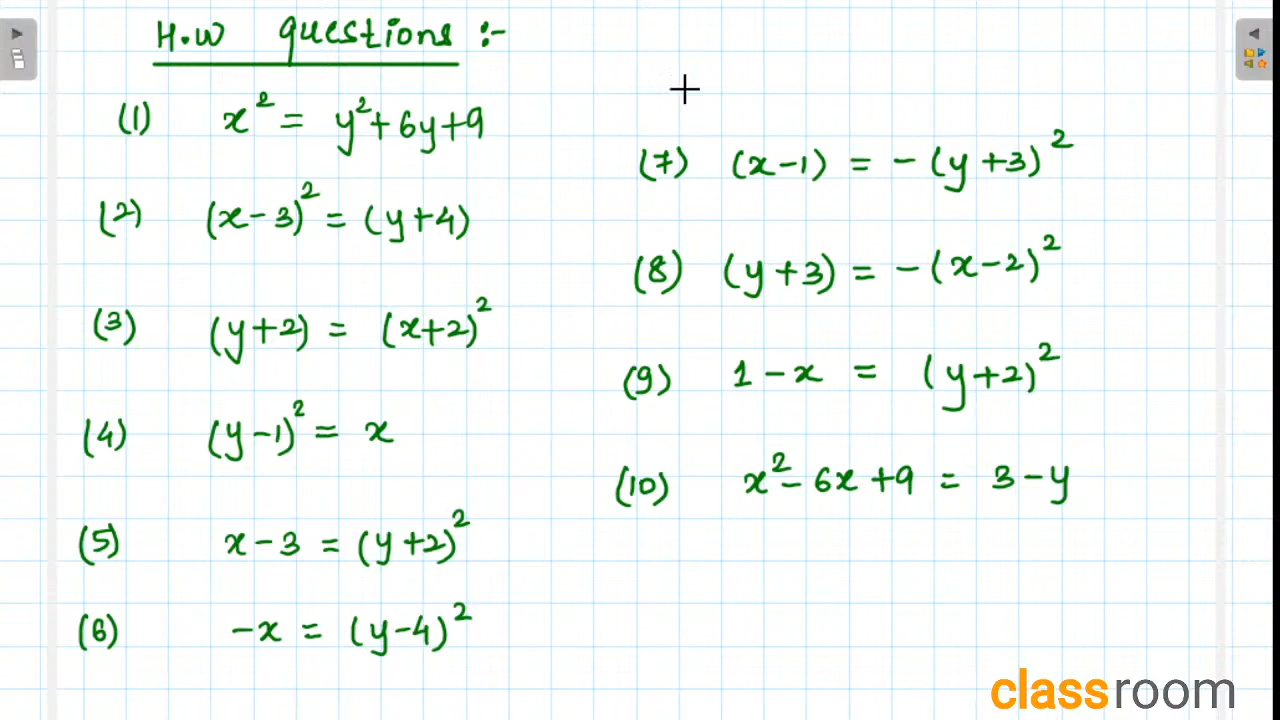 H.W questions :-
(1) x² = y² + 6y + 9
(2) (x - 3)² = (y + 4)
(3) (y + 2) = (x + 2)²
(4) (y - 1)² = x
(5) x - 3 = (y + 2)²
(6) -x = (y - 4)²
(7) (x - 1) = - (y + 3)²
(8) (y + 3) = - (x - 2)²
(9) 1 - x = (y + 2)²
(10) x² - 6x + 9 = 3 - y
classroom